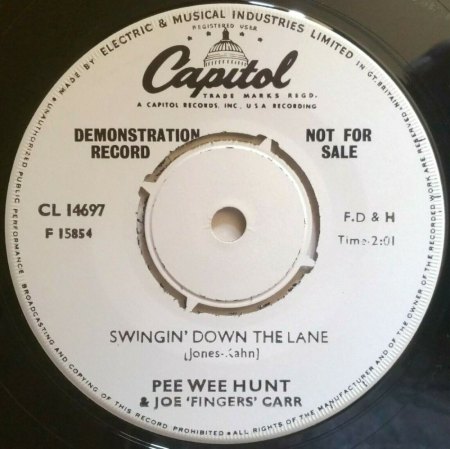 MADE BY ELECTRIC & MUSICAL INDUSTRIES LIMITED IN GT.BRITAIN • ALL RIGHTS OF THE MANUFACTURER AND OF THE OWNER OF THE RECORDED WORK ARE RESERVED • UNAUTHORIZED PUBLIC PERFORMANCE, BROADCASTING AND COPYING OF THIS RECORD PROHIBITED •
REGISTERED USER
Capitol
TRADE MARKS REGD.
A CAPITOL RECORDS, INC., U.S.A RECORDING
DEMONSTRATION RECORD
NOT FOR SALE
CL 14697
F 15854
F.D & H
Time-2:01
SWINGIN' DOWN THE LANE
(Jones-Kahn)
PEE WEE HUNT
& JOE 'FINGERS' CARR